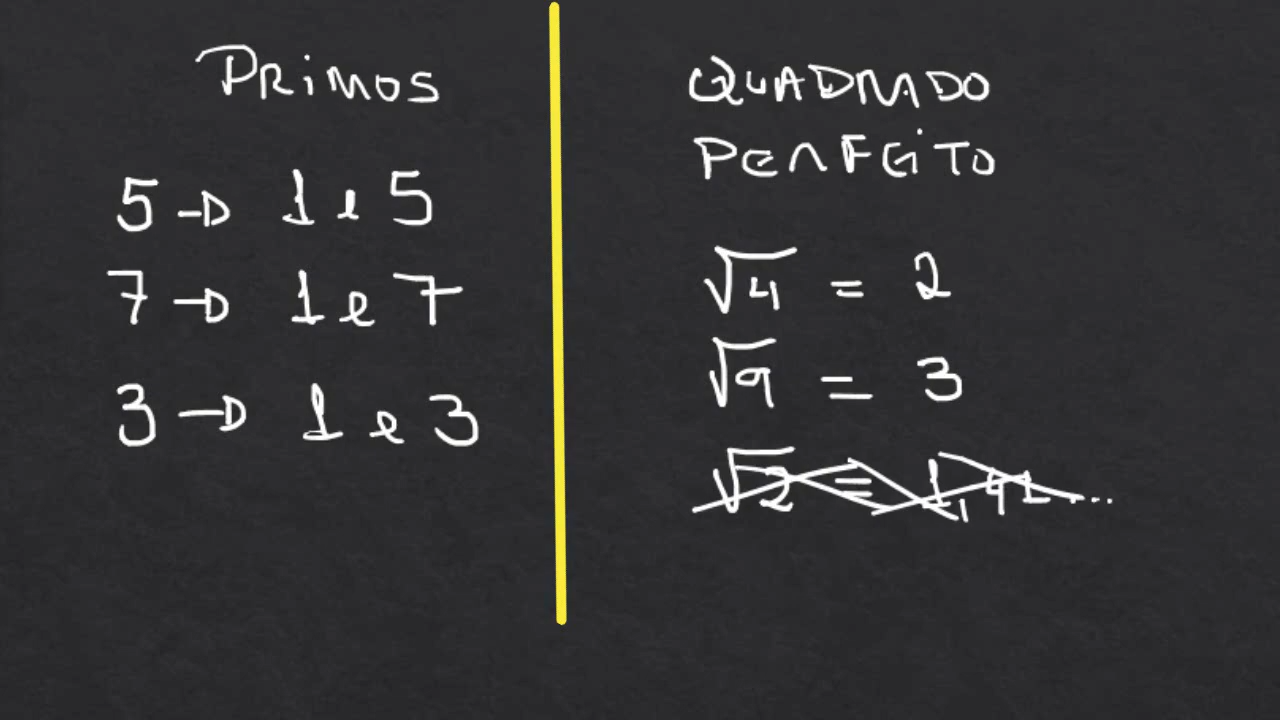 PRiMOS
5 → 1 e 5
7 → 1 e 7
3 → 1 e 3
QUADRADO
PERFEiTO
√4 = 2
√9 = 3
√2 = 1,41...